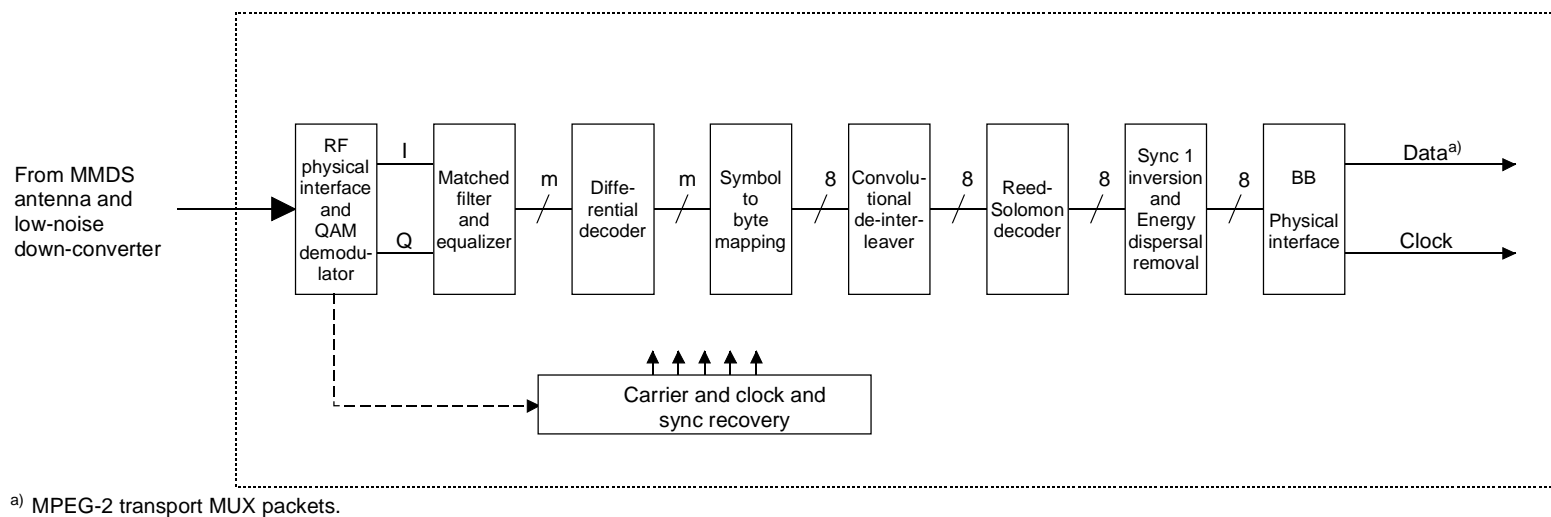 From MMDS
antenna and
low-noise
down-converter
RF
physical
interface
and
QAM
demodu-
lator
I
Q
Matched
filter
and
equalizer
m
Diffe-
rential
decoder
m
Symbol
to
byte
mapping
8
Convolu-
tional
de-inter-
leaver
8
Reed-
Solomon
decoder
8
Sync 1
inversion
and
Energy
dispersal
removal
8
BB
Physical
interface
Data a)
Clock
Carrier and clock and
sync recovery
a) MPEG-2 transport MUX packets.